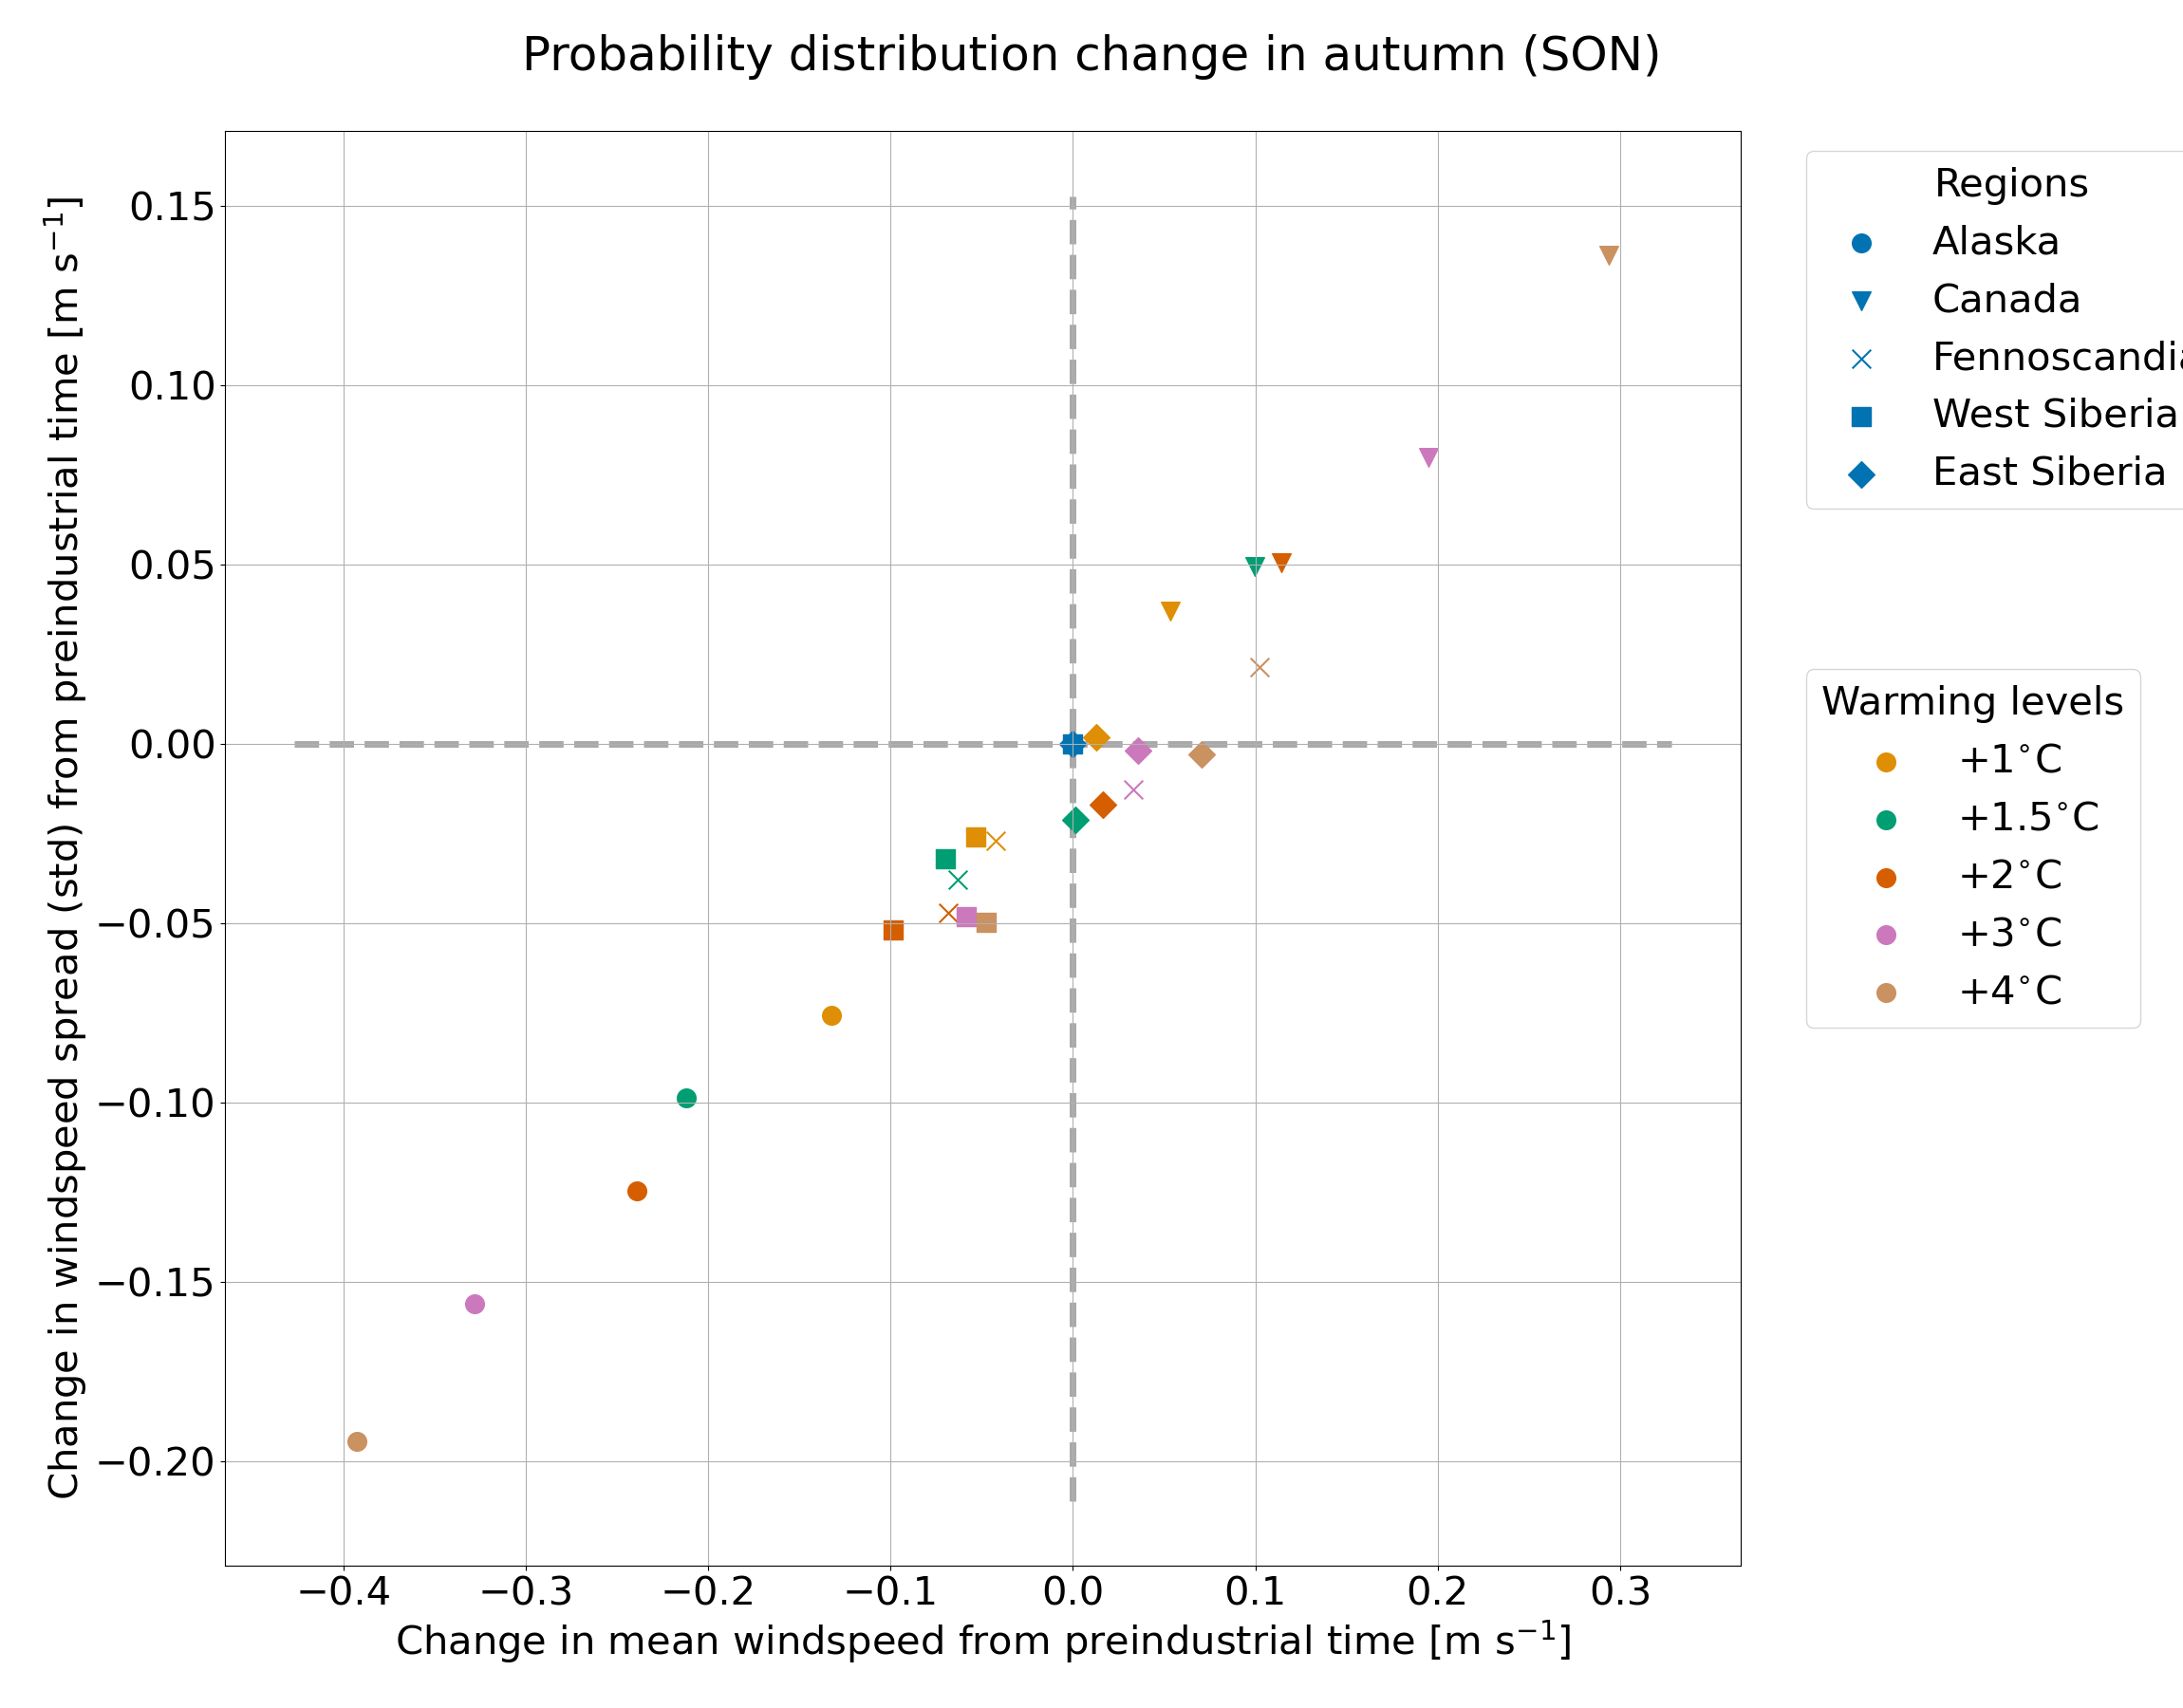 Probability distribution change in autumn (SON)
Change in windspeed spread (std) from preindustrial time [m s⁻¹]
0.15
0.10
0.05
0.00
−0.05
−0.10
−0.15
−0.20
−0.4 −0.3 −0.2 −0.1 0.0 0.1 0.2 0.3
Change in mean windspeed from preindustrial time [m s⁻¹]
Regions
Alaska
Canada
Fennoscandia
West Siberia
East Siberia
Warming levels
+1°C
+1.5°C
+2°C
+3°C
+4°C